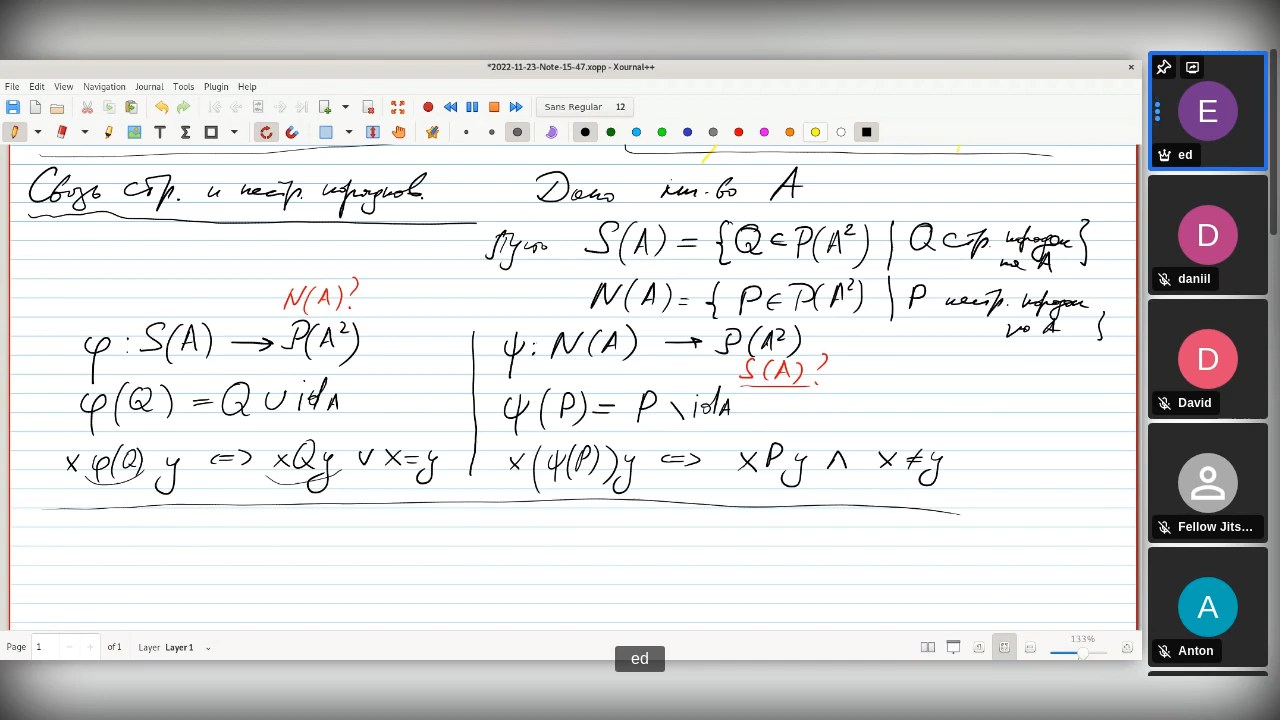 *2022-11-23-Note-15-47.xopp - Xournal++
File Edit View Navigation Journal Tools Plugin Help
Sans Regular 12
Связь стр. и нестр. порядков. Дано мн-во A
Пусть S(A) = {Q ∈ P(A²) | Q стр. порядок на A}
N(A) = {P ∈ P(A²) | P нестр. порядок на A}
N(A)?
φ : S(A) → P(A²)
φ(Q) = Q ∪ id_A
x φ(Q) y ⇔ xQy ∨ x=y
ψ : N(A) → P(A²)
S(A)?
ψ(P) = P \ id_A
x(ψ(P))y ⇔ xPy ∧ x≠y
Page 1 of 1 Layer Layer 1 133%
ed
E
ed
D
daniil
D
David
Fellow Jits...
A
Anton